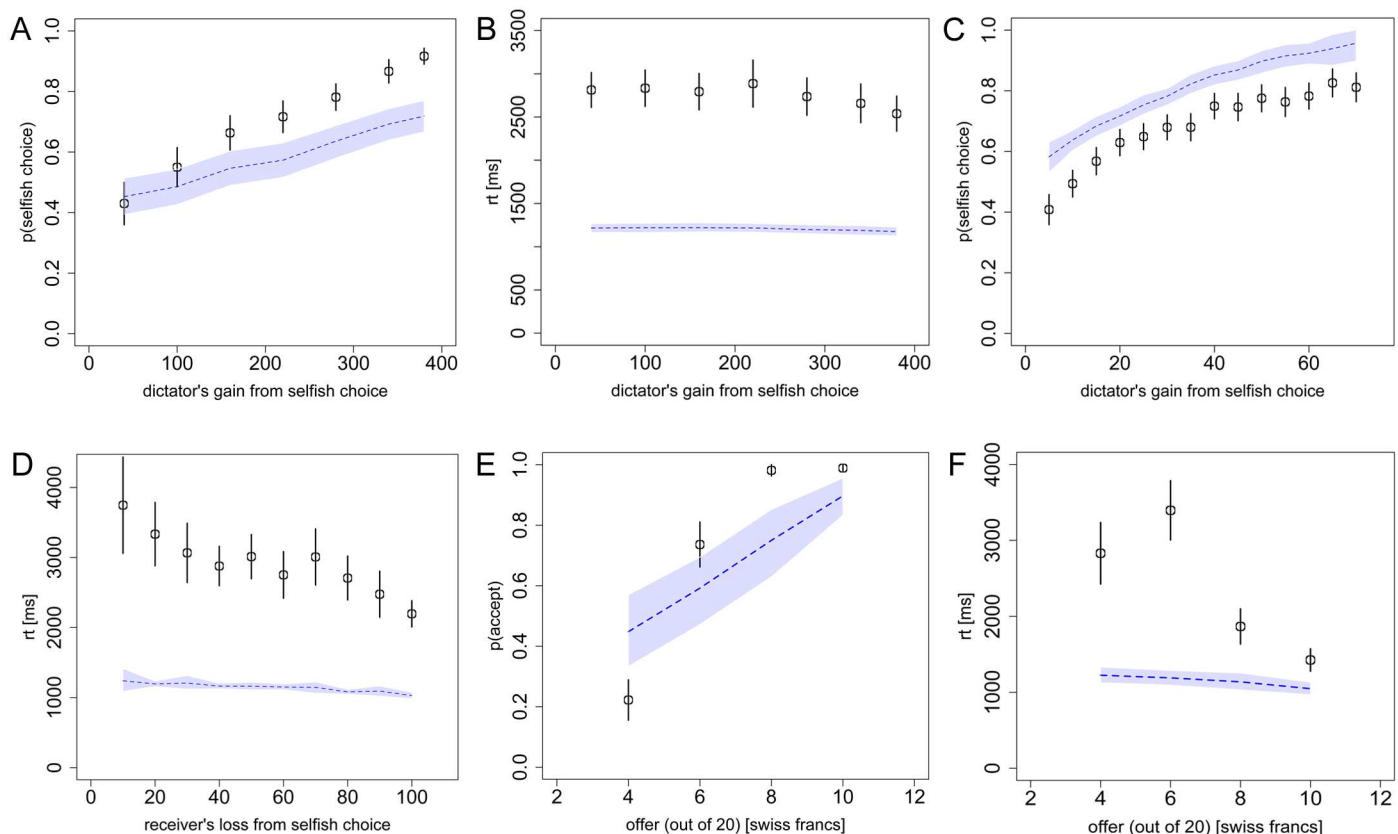 A
p(selfish choice)
0.0 0.2 0.4 0.6 0.8 1.0
0 100 200 300 400
dictator's gain from selfish choice
B
rt [ms]
0 500 1500 2500 3500
0 100 200 300 400
dictator's gain from selfish choice
C
p(selfish choice)
0.0 0.2 0.4 0.6 0.8 1.0
0 20 40 60
dictator's gain from selfish choice
D
rt [ms]
0 1000 2000 3000 4000
0 20 40 60 80 100
receiver's loss from selfish choice
E
p(accept)
0.0 0.2 0.4 0.6 0.8 1.0
2 4 6 8 10 12
offer (out of 20) [swiss francs]
F
rt [ms]
0 1000 2000 3000 4000
2 4 6 8 10 12
offer (out of 20) [swiss francs]